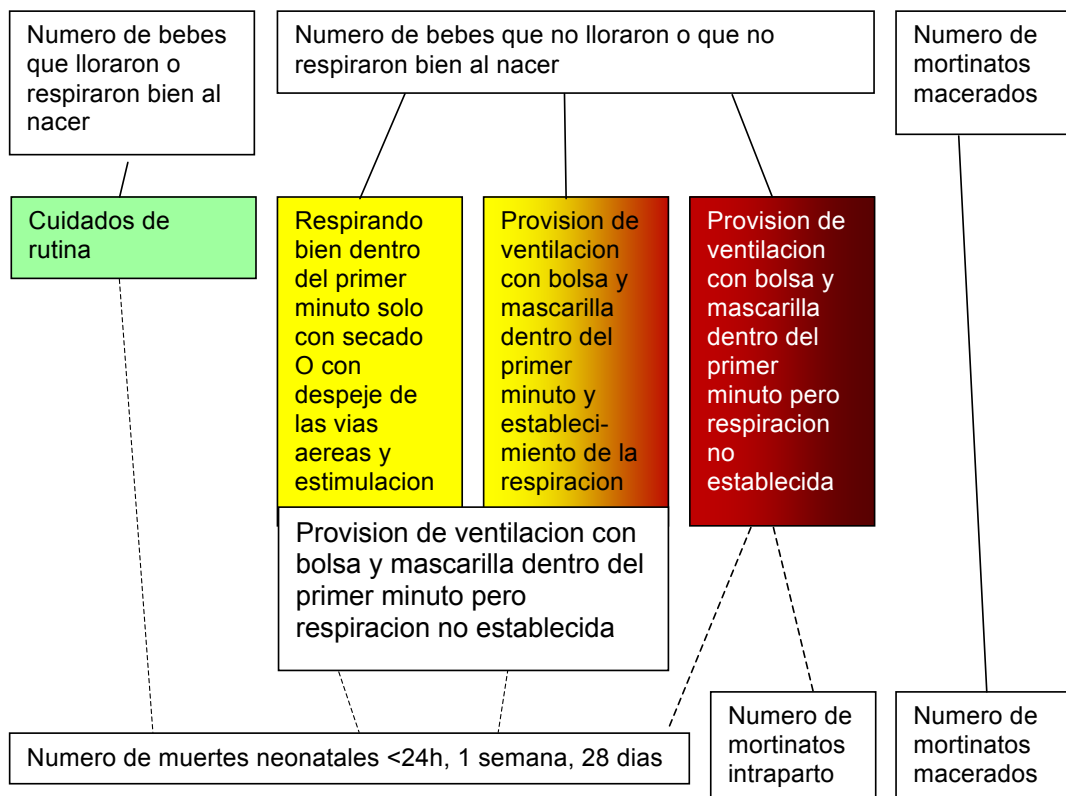 Numero de bebes
que lloraron o
respiraron bien al
nacer
Numero de bebes que no lloraron o que no
respiraron bien al nacer
Numero de
mortinatos
macerados
Cuidados de
rutina
Respirando
bien dentro
del primer
minuto solo
con secado
O con
despeje de
las vias
aereas y
estimulacion
Provision de
ventilacion
con bolsa y
mascarilla
dentro del
primer
minuto y
estableci-
miento de la
respiracion
Provision de
ventilacion
con bolsa y
mascarilla
dentro del
primer
minuto pero
respiracion
no
establecida
Provision de ventilacion con
bolsa y mascarilla dentro del
primer minuto pero
respiracion no establecida
Numero de muertes neonatales <24h, 1 semana, 28 dias
Numero de
mortinatos
intraparto
Numero de
mortinatos
macerados